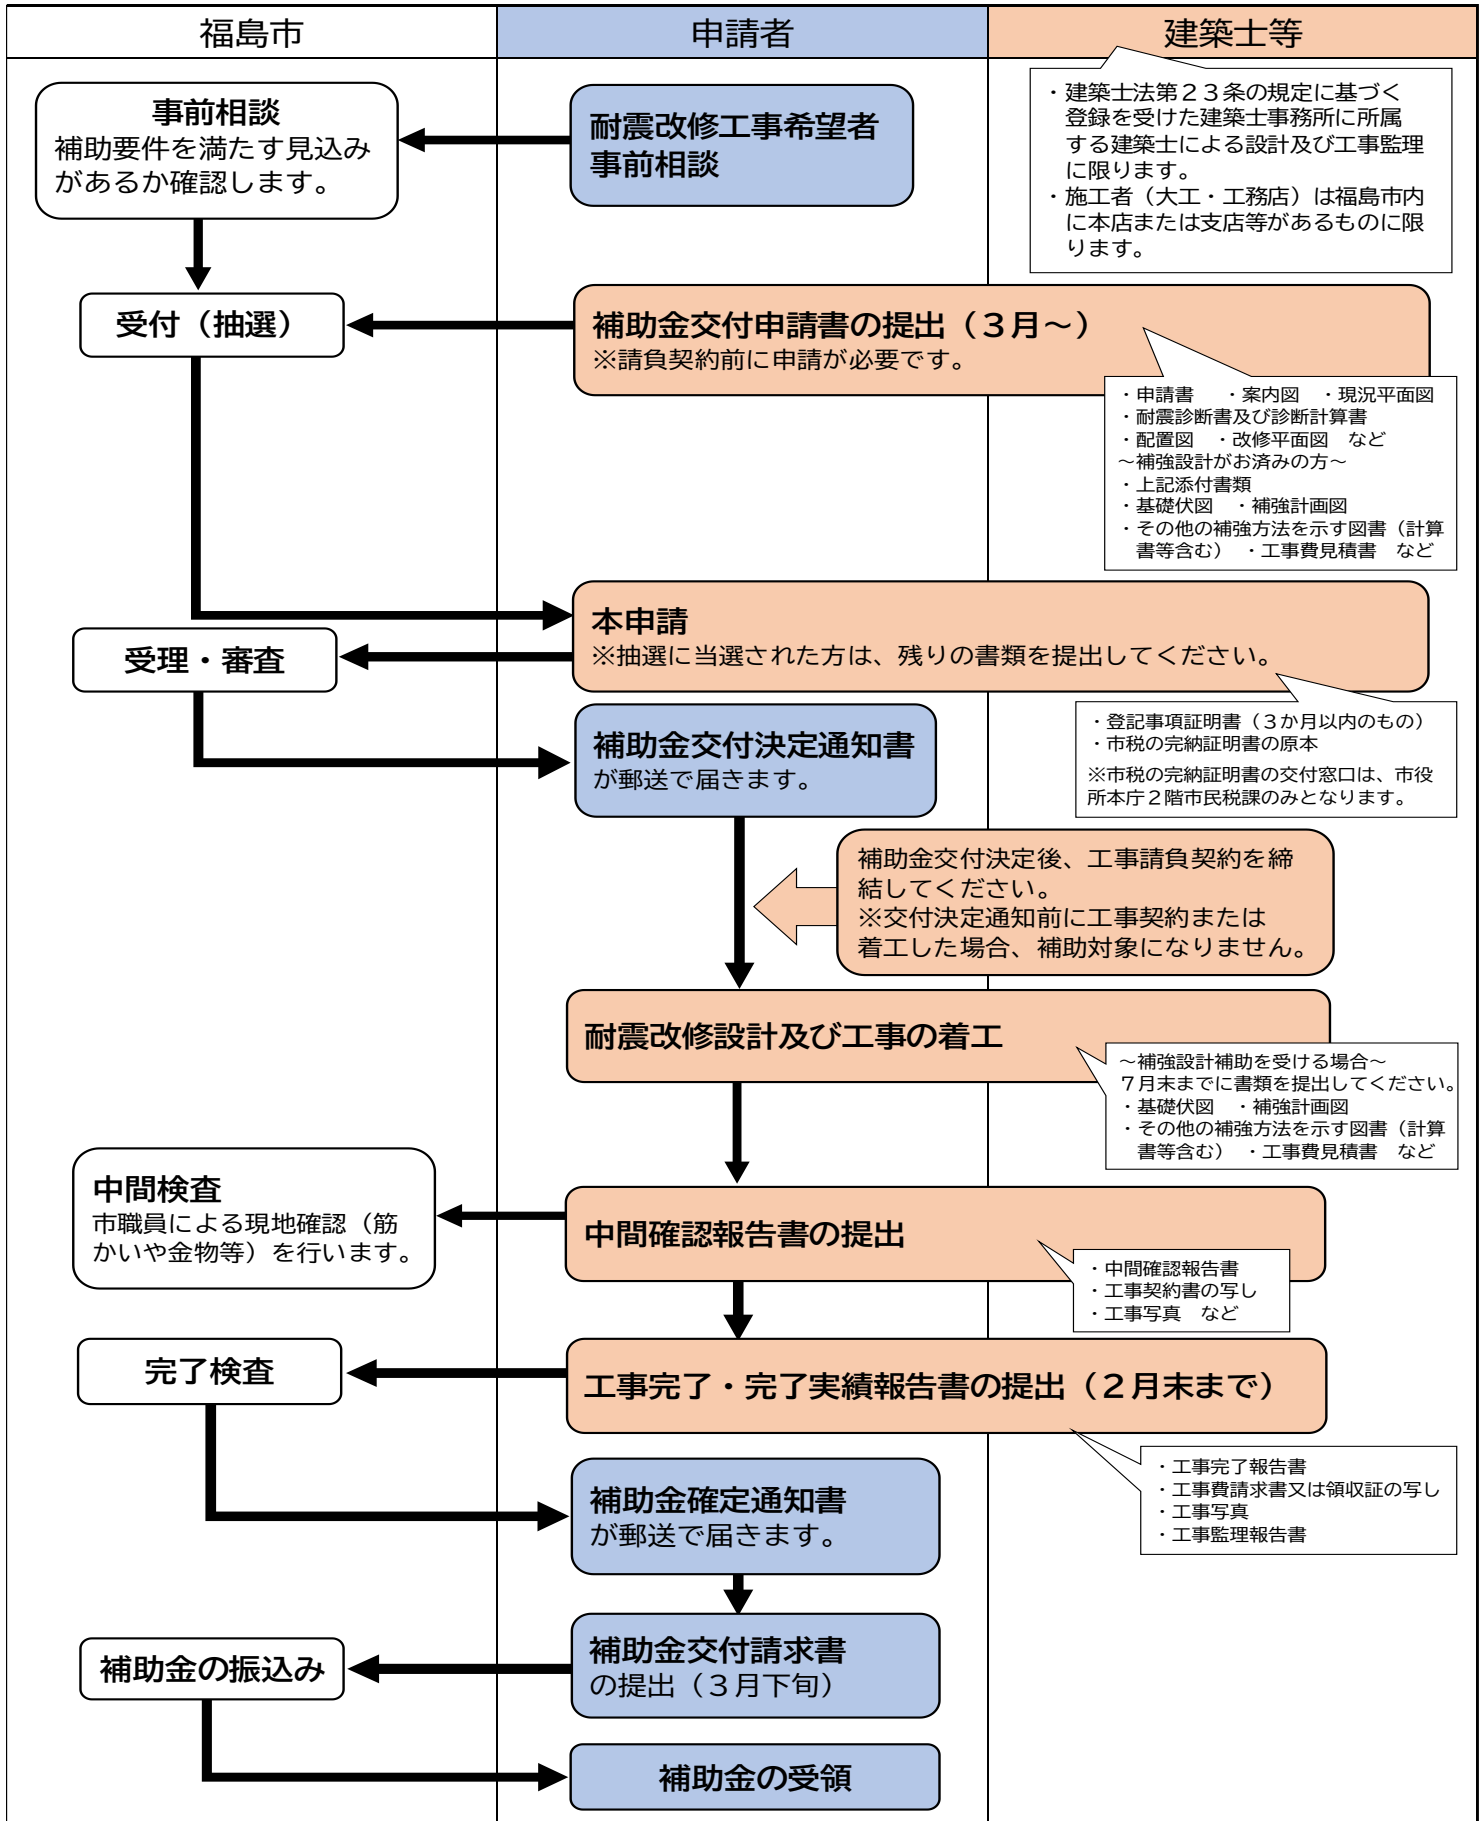 福島市
申請者
建築士等
事前相談
補助要件を満たす見込み
があるか確認します。
耐震改修工事希望者
事前相談
・建築士法第２３条の規定に基づく
登録を受けた建築士事務所に所属
する建築士による設計及び工事監理
に限ります。
・施工者（大工・工務店）は福島市内
に本店または支店等があるものに限
ります。
受付（抽選）
補助金交付申請書の提出（３月～）
※請負契約前に申請が必要です。
・申請書　・案内図　・現況平面図
・耐震診断書及び診断計算書
・配置図　・改修平面図　など
～補強設計がお済みの方～
・上記添付書類
・基礎伏図　・補強計画図
・その他の補強方法を示す図書（計算
書等含む）　・工事費見積書　など
本申請
※抽選に当選された方は、残りの書類を提出してください。
受理・審査
・登記事項証明書（３か月以内のもの）
・市税の完納証明書の原本
※市税の完納証明書の交付窓口は、市役
所本庁２階市民税課のみとなります。
補助金交付決定通知書
が郵送で届きます。
補助金交付決定後、工事請負契約を締
結してください。
※交付決定通知前に工事契約または
着工した場合、補助対象になりません。
耐震改修設計及び工事の着工
～補強設計補助を受ける場合～
７月末までに書類を提出してください。
・基礎伏図　・補強計画図
・その他の補強方法を示す図書（計算
書等含む）　・工事費見積書　など
中間検査
市職員による現地確認（筋
かいや金物等）を行います。
中間確認報告書の提出
・中間確認報告書
・工事契約書の写し
・工事写真　など
完了検査
工事完了・完了実績報告書の提出（２月末まで）
・工事完了報告書
・工事費請求書又は領収証の写し
・工事写真
・工事監理報告書
補助金確定通知書
が郵送で届きます。
補助金交付請求書
の提出（３月下旬）
補助金の振込み
補助金の受領